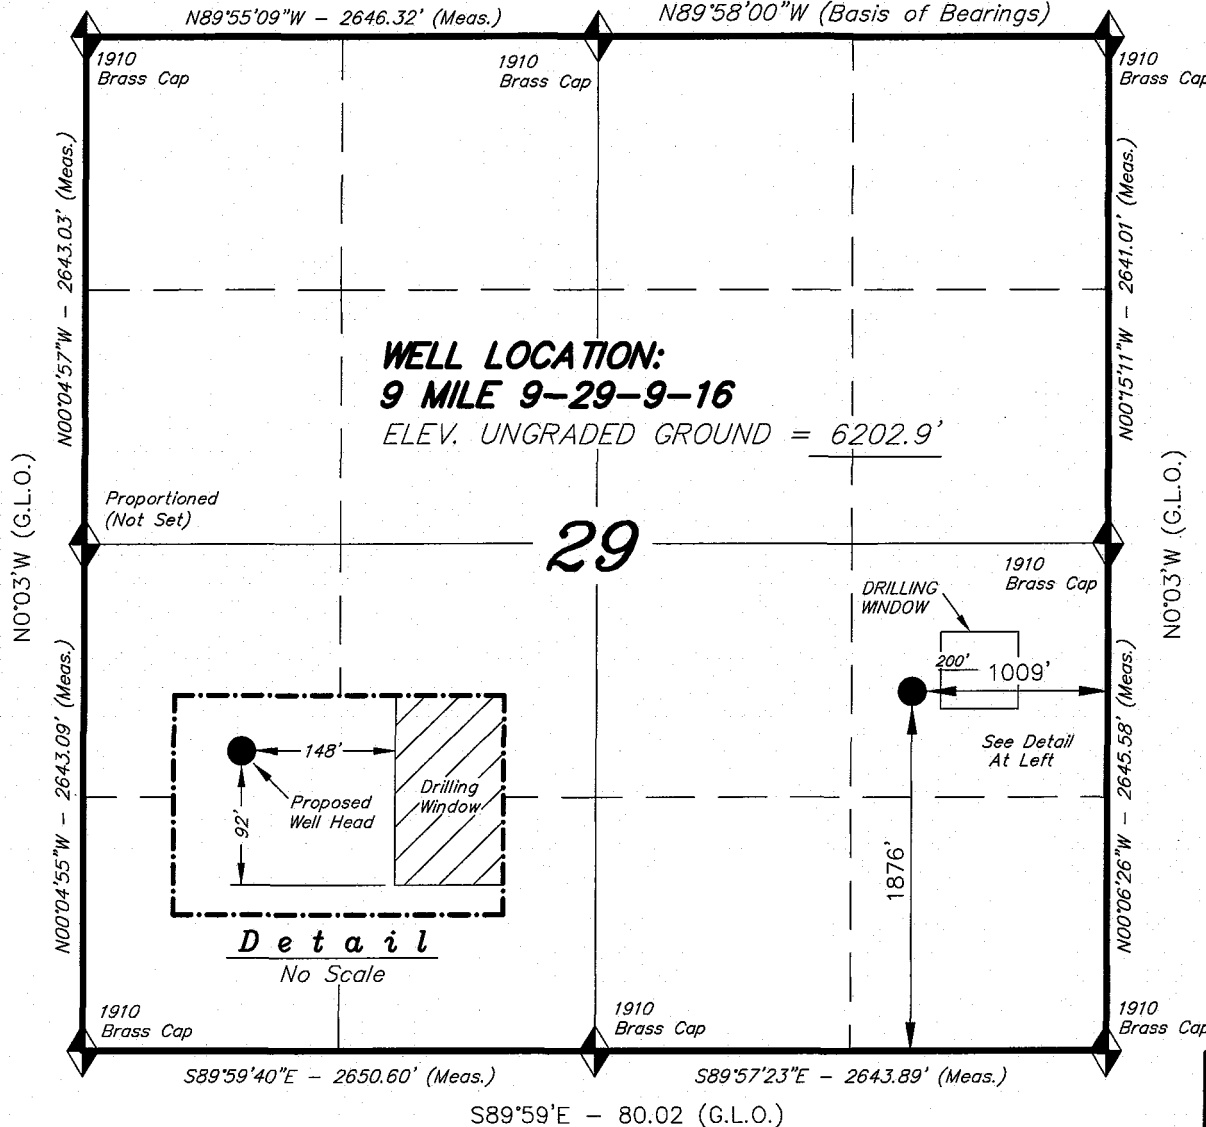 N89°55'09"W - 2646.32' (Meas.)
N89°58'00"W (Basis of Bearings)
1910
Brass Cap
1910
Brass Cap
1910
Brass Cap
N00°04'57"W - 2643.03' (Meas.)
N00°15'11"W - 2641.01' (Meas.)
WELL LOCATION:
9 MILE 9-29-9-16
ELEV. UNGRADED GROUND = 6202.9'
N0°03'W (G.L.O.)
N0°03'W (G.L.O.)
Proportioned
(Not Set)
29
1910
Brass Cap
DRILLING
WINDOW
200'
1009'
See Detail
At Left
N00°04'55"W - 2643.09' (Meas.)
N00°06'26"W - 2645.58' (Meas.)
148'
Drilling
Window
Proposed
Well Head
92'
1876'
Detail
No Scale
1910
Brass Cap
1910
Brass Cap
1910
Brass Cap
S89°59'40"E - 2650.60' (Meas.)
S89°57'23"E - 2643.89' (Meas.)
S89°59'E - 80.02 (G.L.O.)